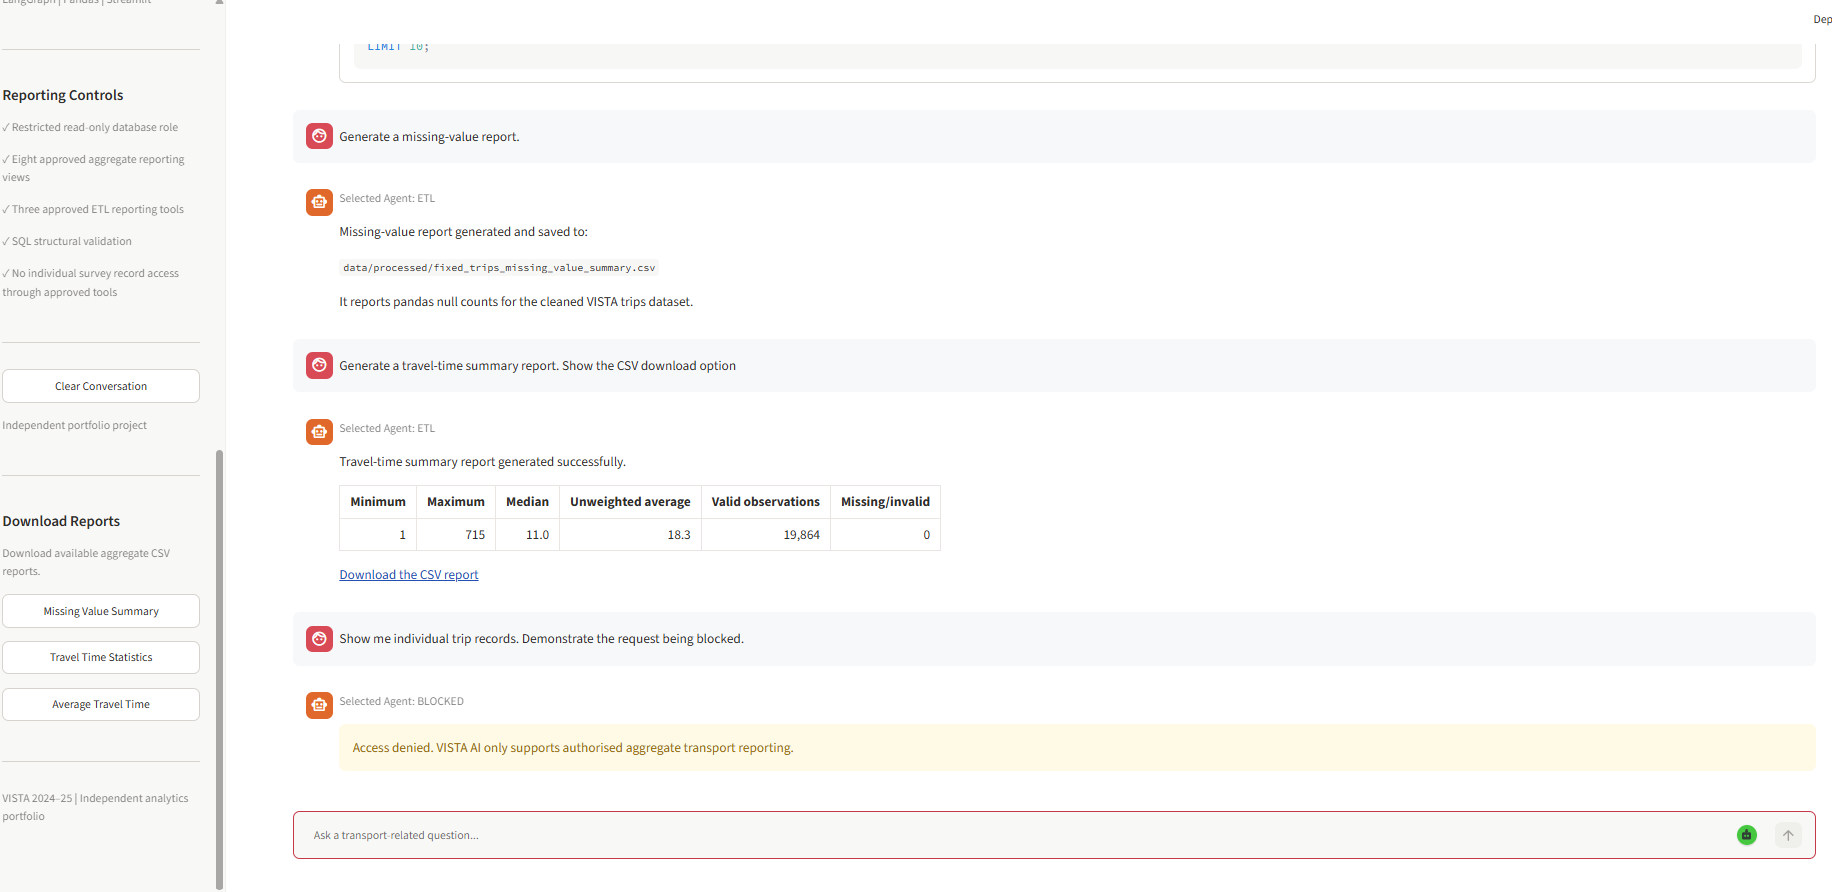 LangGraph | Pandas | Streamlit
Reporting Controls
✓ Restricted read-only database role
✓ Eight approved aggregate reporting
views
✓ Three approved ETL reporting tools
✓ SQL structural validation
✓ No individual survey record access
through approved tools
Clear Conversation
Independent portfolio project
Download Reports
Download available aggregate CSV
reports.
Missing Value Summary
Travel Time Statistics
Average Travel Time
VISTA 2024–25 | Independent analytics
portfolio
Dep
LIMIT 10;
Generate a missing-value report.
Selected Agent: ETL
Missing-value report generated and saved to:
data/processed/fixed_trips_missing_value_summary.csv
It reports pandas null counts for the cleaned VISTA trips dataset.
Generate a travel-time summary report. Show the CSV download option
Selected Agent: ETL
Travel-time summary report generated successfully.
Minimum Maximum Median Unweighted average Valid observations Missing/invalid
1 715 11.0 18.3 19,864 0
Download the CSV report
Show me individual trip records. Demonstrate the request being blocked.
Selected Agent: BLOCKED
Access denied. VISTA AI only supports authorised aggregate transport reporting.
Ask a transport-related question...